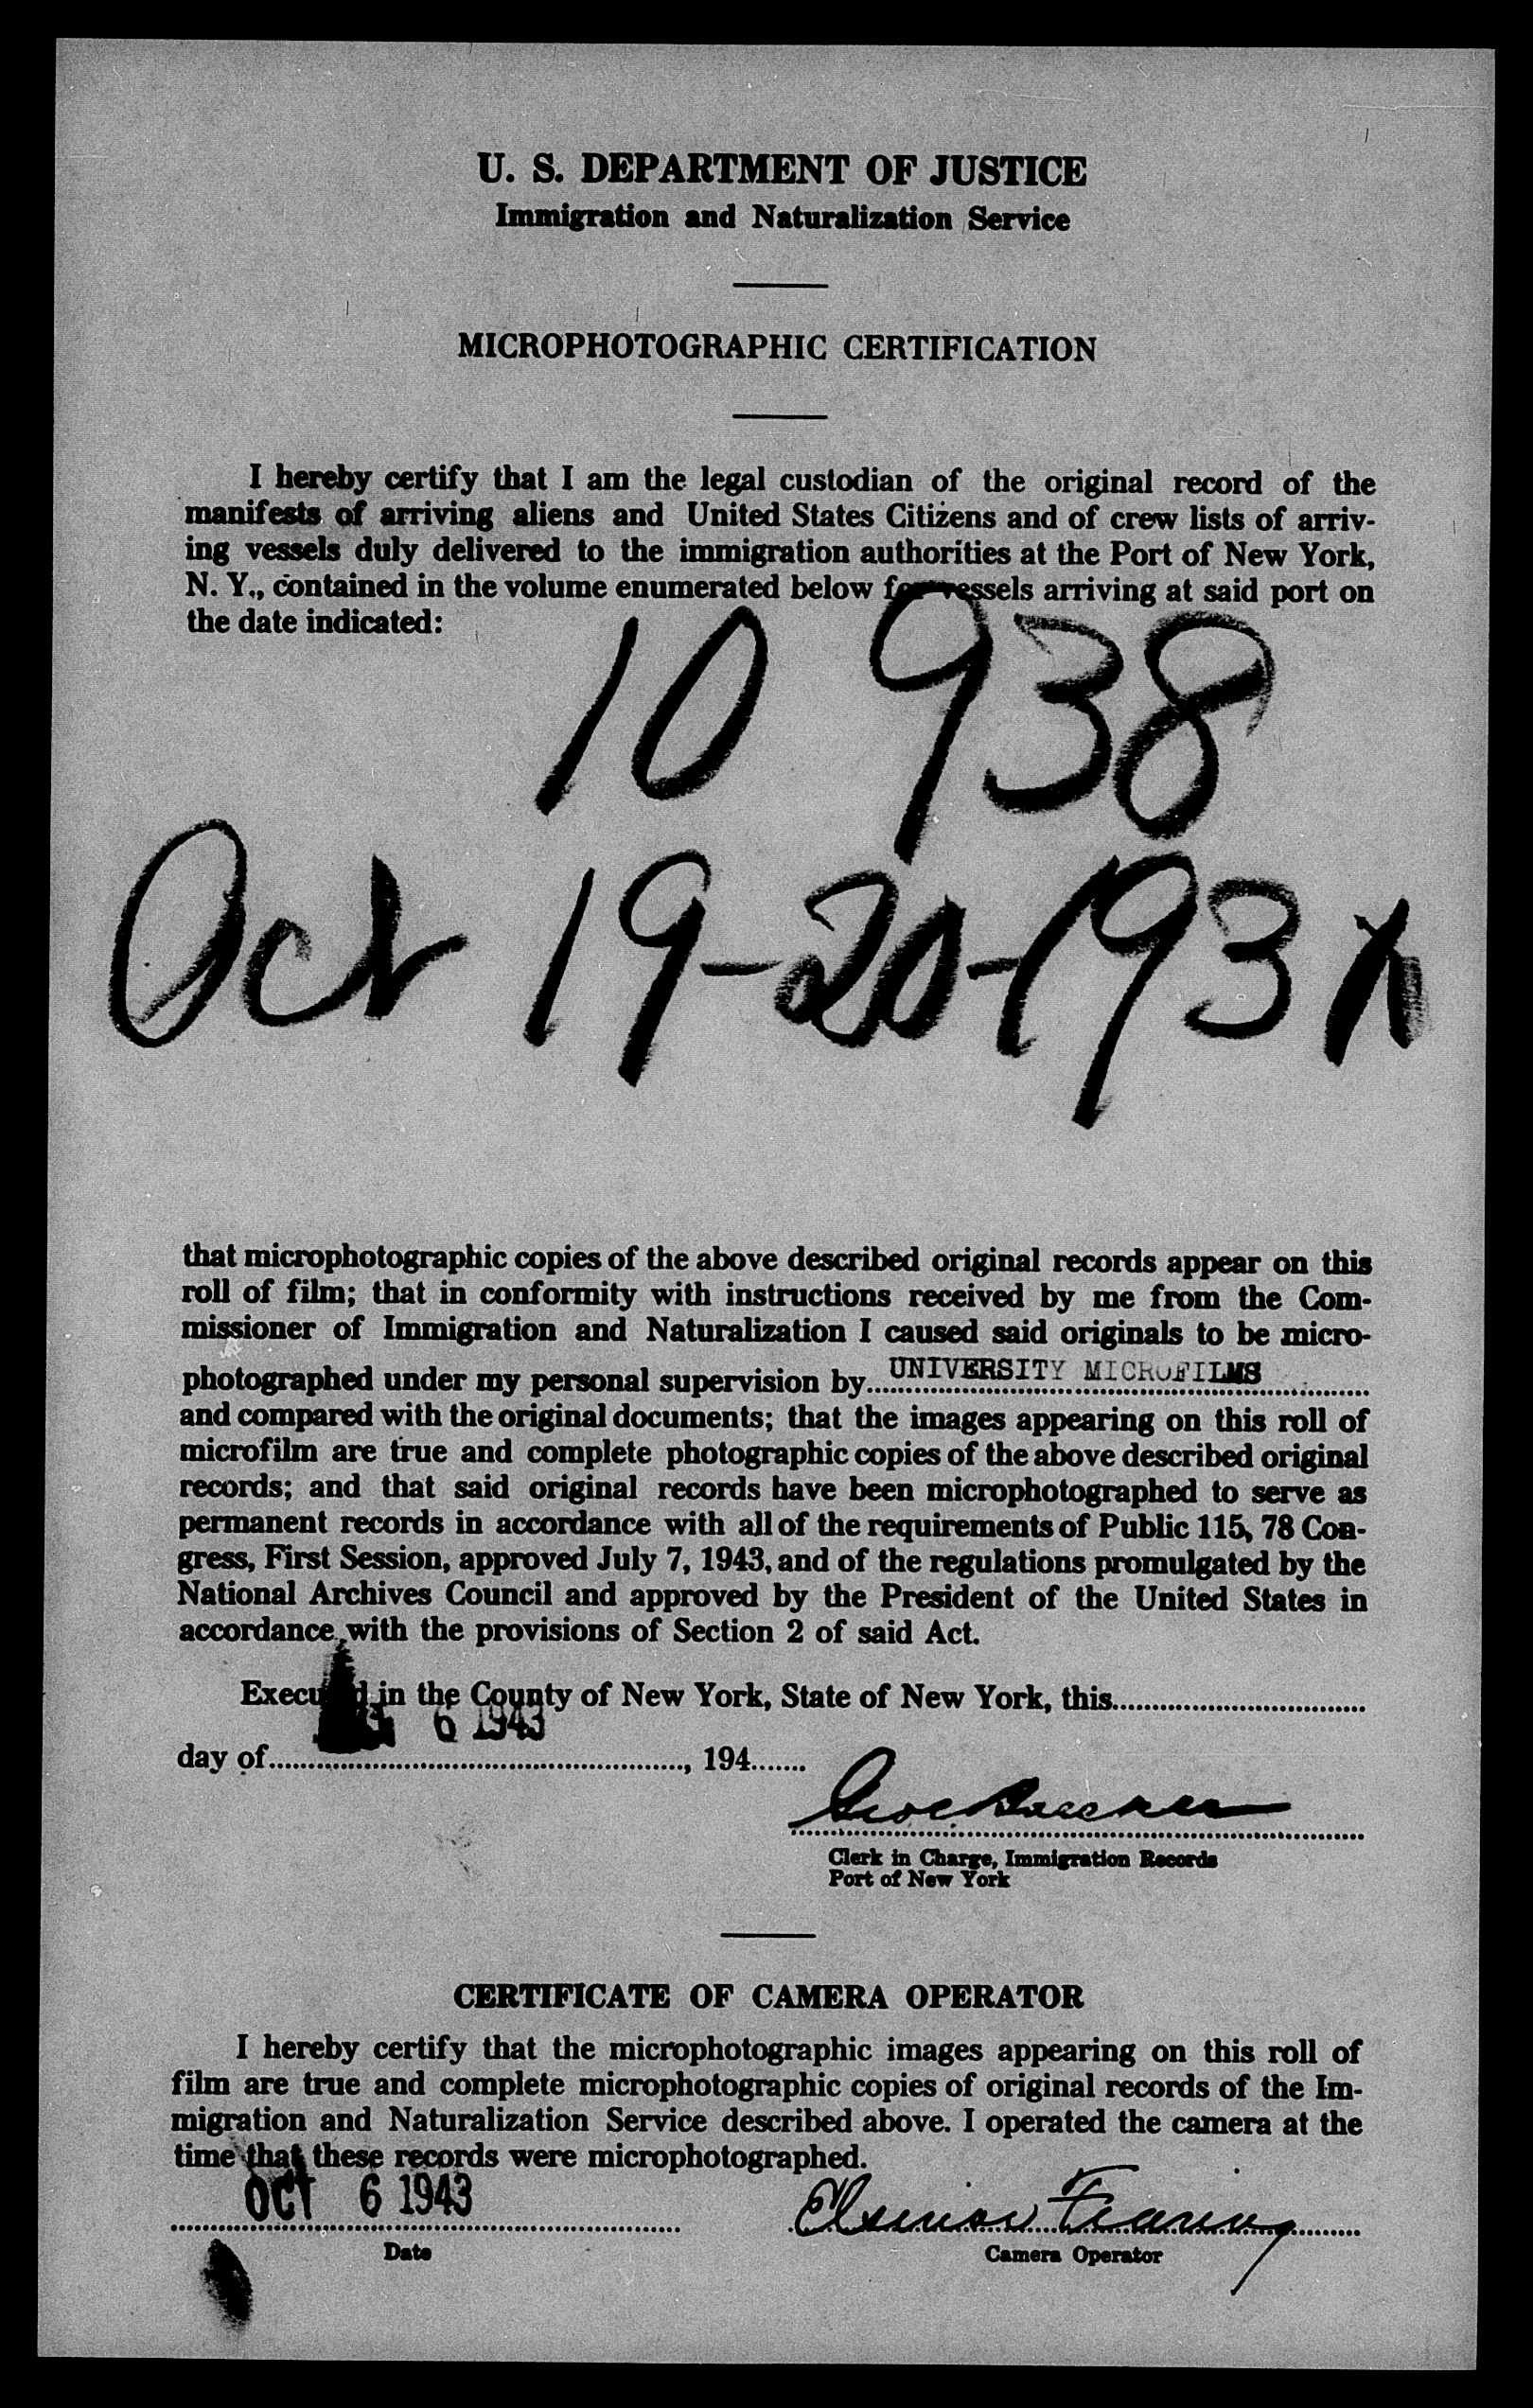 U. S. DEPARTMENT OF JUSTICE
Immigration and Naturalization Service
MICROPHOTOGRAPHIC CERTIFICATION
I hereby certify that I am the legal custodian of the original record of the
manifests of arriving aliens and United States Citizens and of crew lists of arriv-
ing vessels duly delivered to the immigration authorities at the Port of New York,
N. Y., contained in the volume enumerated below for vessels arriving at said port on
the date indicated:
10 938
Oct 19-20-193
that microphotographic copies of the above described original records appear on this
roll of film; that in conformity with instructions received by me from the Com-
missioner of Immigration and Naturalization I caused said originals to be micro-
photographed under my personal supervision by UNIVERSITY MICROFILMS
and compared with the original documents; that the images appearing on this roll of
microfilm are true and complete photographic copies of the above described original
records; and that said original records have been microphotographed to serve as
permanent records in accordance with all of the requirements of Public 115, 78 Con-
gress, First Session, approved July 7, 1943, and of the regulations promulgated by the
National Archives Council and approved by the President of the United States in
accordance with the provisions of Section 2 of said Act.
Executed in the County of New York, State of New York, this
6 1943
day of, 194
Clerk in Charge, Immigration Records
Port of New York
CERTIFICATE OF CAMERA OPERATOR
I hereby certify that the microphotographic images appearing on this roll of
film are true and complete microphotographic copies of original records of the Im-
migration and Naturalization Service described above. I operated the camera at the
time that these records were microphotographed.
OCT 6 1943
Date
Camera Operator